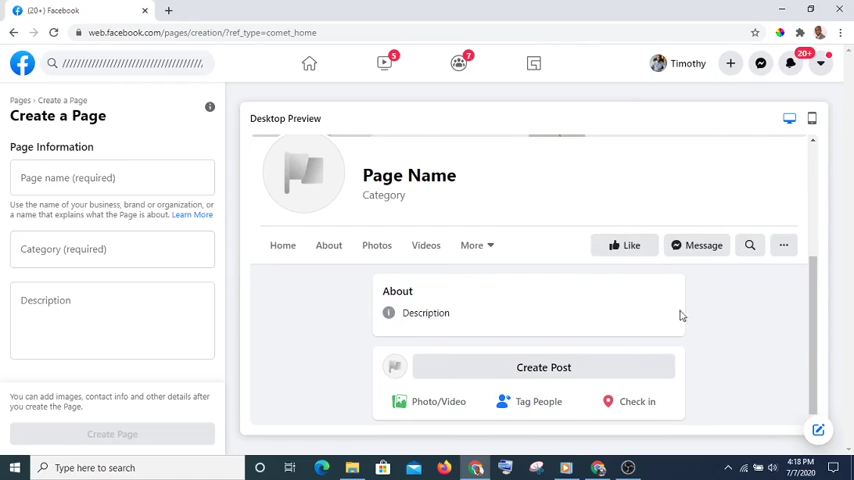 (20+) Facebook
web.facebook.com/pages/creation/?ref_type=comet_home
////////////////////////////////////
5
7
Timothy
20+
Pages › Create a Page
Create a Page
Page Information
Page name (required)
Use the name of your business, brand or organization, or
a name that explains what the Page is about. Learn More
Category (required)
Description
You can add images, contact info and other details after
you create the Page.
Create Page
Desktop Preview
Page Name
Category
Home
About
Photos
Videos
More
Like
Message
About
Description
Create Post
Photo/Video
Tag People
Check in
Type here to search
4:18 PM
7/7/2020